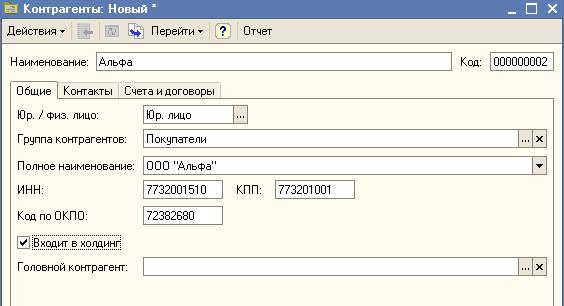 Контрагенты: Новый *
Действия Перейти ? Отчет
Наименование: Альфа Код: 000000002
Общие Контакты Счета и договоры
Юр. / физ. лицо: Юр. лицо ...
Группа контрагентов: Покупатели ... x
Полное наименование: ООО "Альфа"
ИНН: 7732001510 КПП: 773201001
Код по ОКПО: 72382680
Входит в холдинг
Головной контрагент: ... x